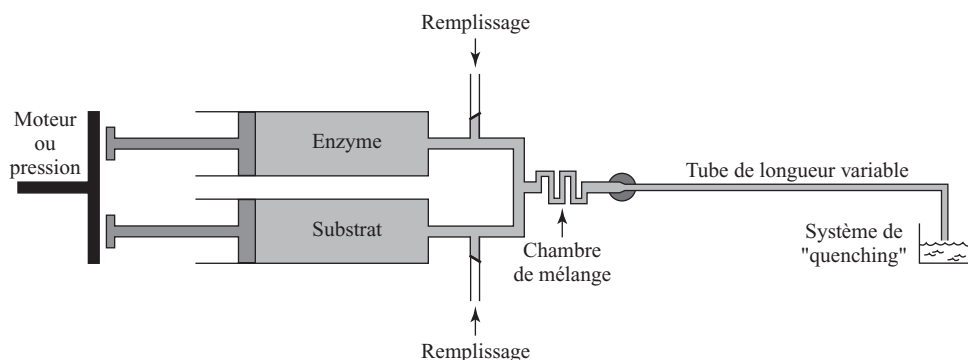 Remplissage
Moteur
ou
pression
Enzyme
Tube de longueur variable
Substrat
Chambre
de mélange
Système de
"quenching"
Remplissage